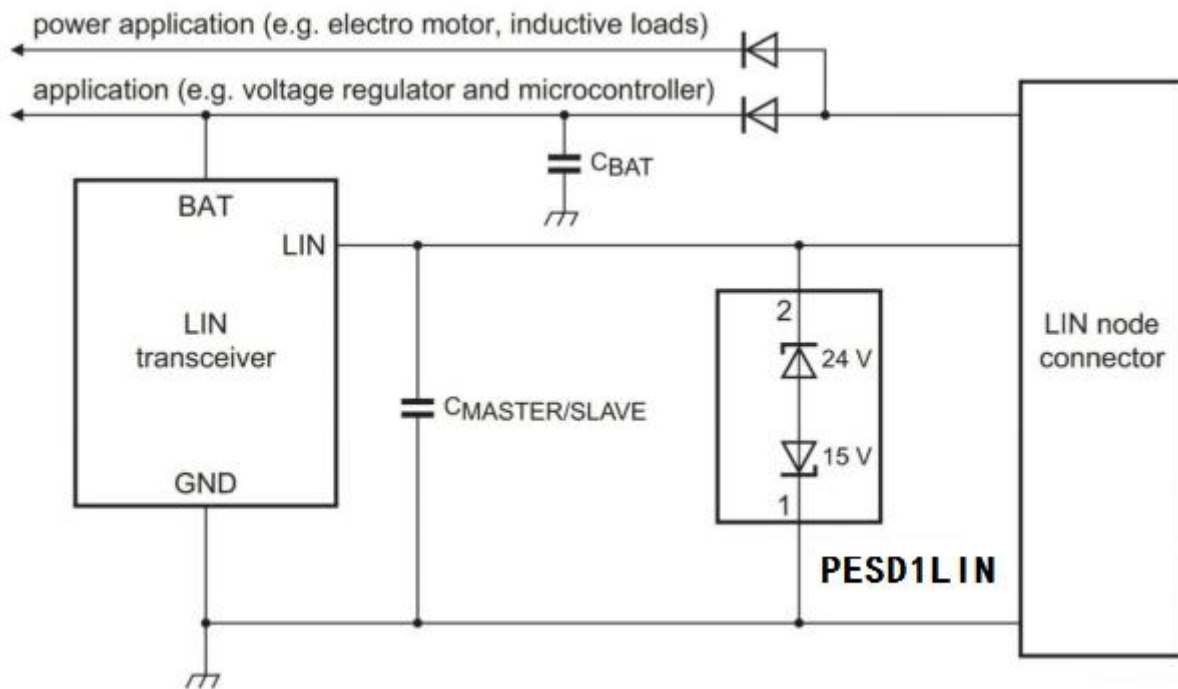 power application (e.g. electro motor, inductive loads)
application (e.g. voltage regulator and microcontroller)
CBAT
BAT
LIN
LIN
transceiver
2
24 V
LIN node
connector
CMASTER/SLAVE
15 V
GND
1
PESD1LIN